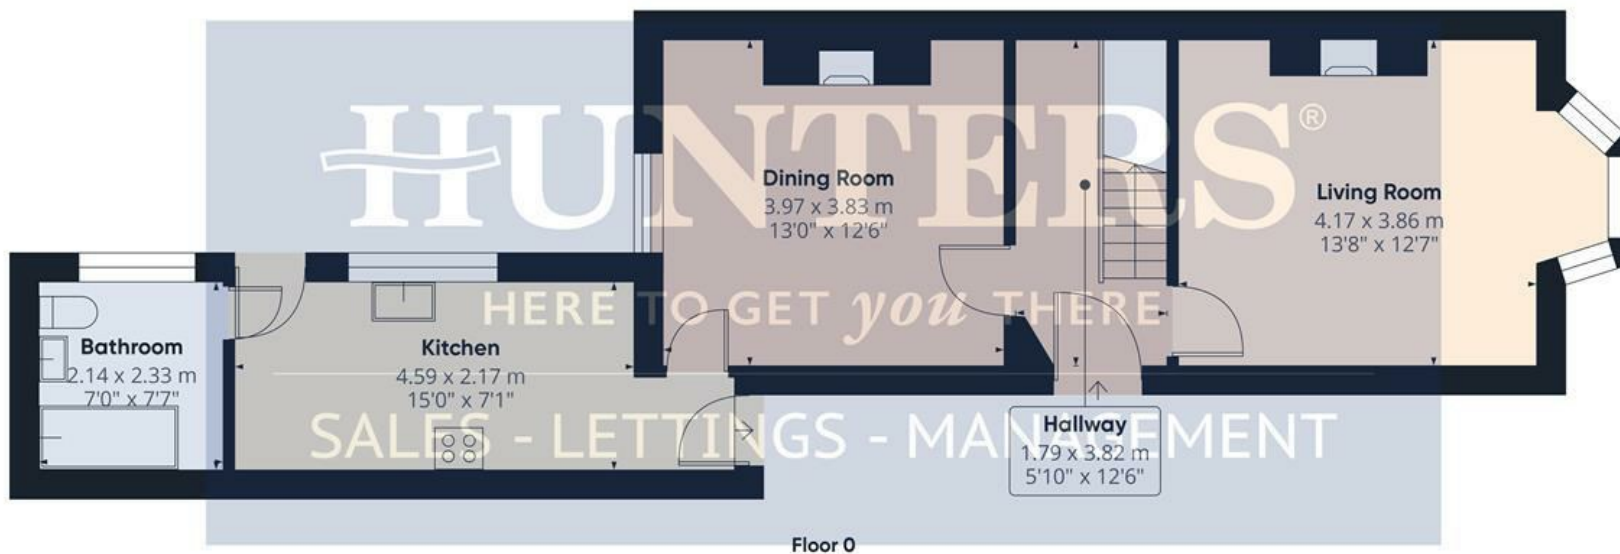 HUNTERS®
HERE TO GET you THERE
SALES - LETTINGS - MANAGEMENT
Dining Room
3.97 x 3.83 m
13'0" x 12'6"
Living Room
4.17 x 3.86 m
13'8" x 12'7"
Bathroom
2.14 x 2.33 m
7'0" x 7'7"
Kitchen
4.59 x 2.17 m
15'0" x 7'1"
Hallway
1.79 x 3.82 m
5'10" x 12'6"
Floor 0